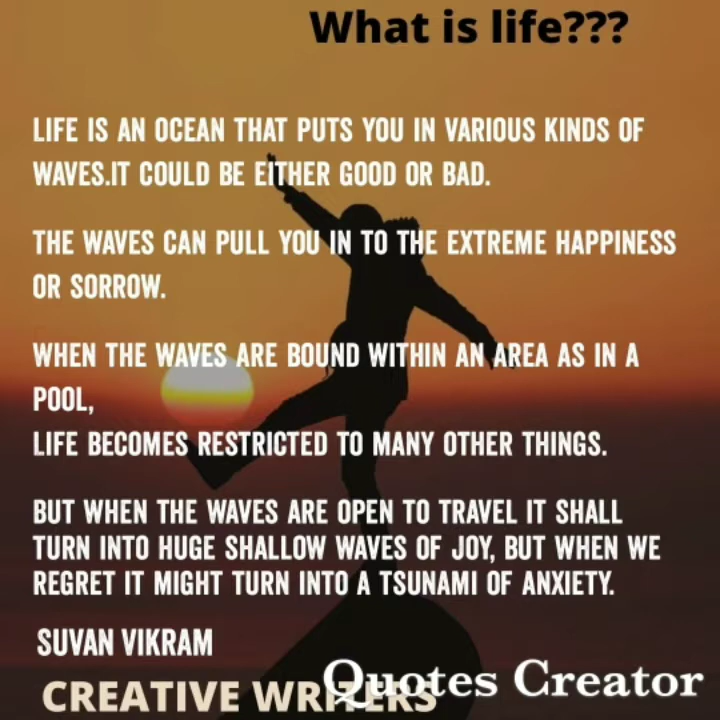 What is life???
LIFE IS AN OCEAN THAT PUTS YOU IN VARIOUS KINDS OF
WAVES.IT COULD BE EITHER GOOD OR BAD.
THE WAVES CAN PULL YOU IN TO THE EXTREME HAPPINESS
OR SORROW.
WHEN THE WAVES ARE BOUND WITHIN AN AREA AS IN A
POOL,
LIFE BECOMES RESTRICTED TO MANY OTHER THINGS.
BUT WHEN THE WAVES ARE OPEN TO TRAVEL IT SHALL
TURN INTO HUGE SHALLOW WAVES OF JOY, BUT WHEN WE
REGRET IT MIGHT TURN INTO A TSUNAMI OF ANXIETY.
SUVAN VIKRAM
CREATIVE WRITERS
Quotes Creator